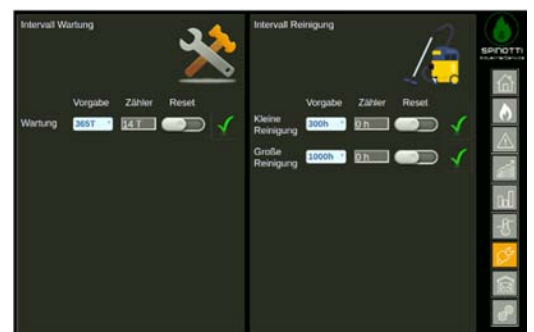 Intervall Wartung
Vorgabe Zähler Reset
Wartung 365T 14 T
Intervall Reinigung
Vorgabe Zähler Reset
Kleine
Reinigung 300h 0 h
Große
Reinigung 1000h 0 h
SPINOTTI